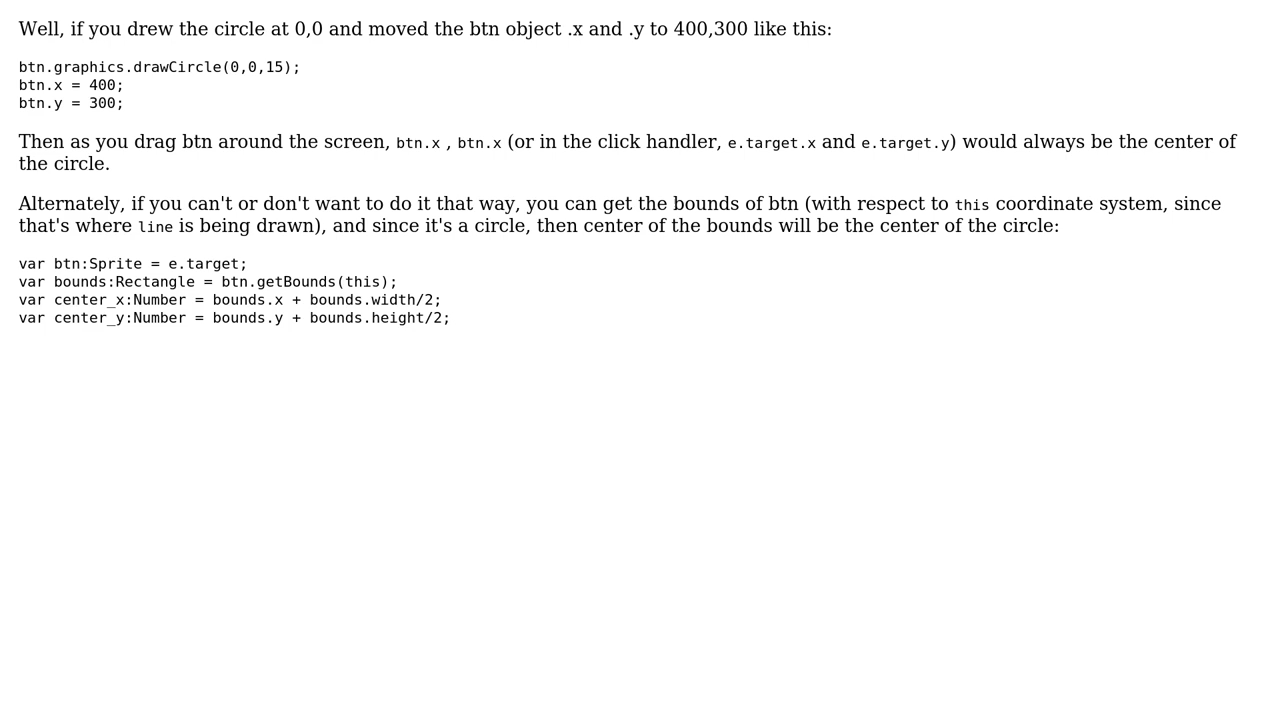 Well, if you drew the circle at 0,0 and moved the btn object .x and .y to 400,300 like this:
btn.graphics.drawCircle(0,0,15);
btn.x = 400;
btn.y = 300;
Then as you drag btn around the screen, btn.x , btn.x (or in the click handler, e.target.x and e.target.y) would always be the center of
the circle.
Alternately, if you can't or don't want to do it that way, you can get the bounds of btn (with respect to this coordinate system, since
that's where line is being drawn), and since it's a circle, then center of the bounds will be the center of the circle:
var btn:Sprite = e.target;
var bounds:Rectangle = btn.getBounds(this);
var center_x:Number = bounds.x + bounds.width/2;
var center_y:Number = bounds.y + bounds.height/2;